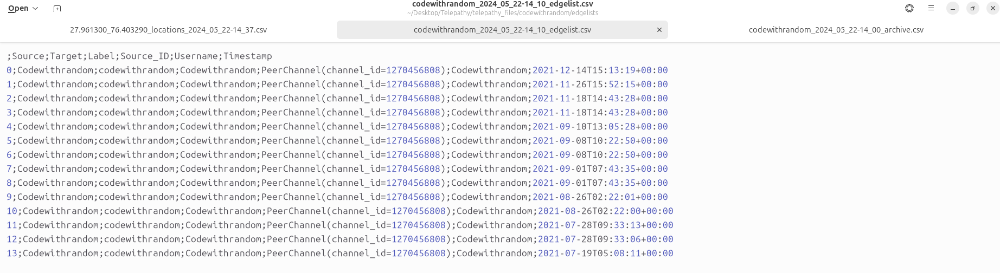 Open
codewithrandom_2024_05_22-14_10_edgelist.csv
~/Desktop/Telepathy/telepathy_files/codewithrandom/edgelists
27.961300_76.403290_locations_2024_05_22-14_37.csv
codewithrandom_2024_05_22-14_10_edgelist.csv
codewithrandom_2024_05_22-14_00_archive.csv
;Source;Target;Label;Source_ID;Username;Timestamp
0;Codewithrandom;codewithrandom;Codewithrandom;PeerChannel(channel_id=1270456808);Codewithrandom;2021-12-14T15:13:19+00:00
1;Codewithrandom;codewithrandom;Codewithrandom;PeerChannel(channel_id=1270456808);Codewithrandom;2021-11-26T15:52:15+00:00
2;Codewithrandom;codewithrandom;Codewithrandom;PeerChannel(channel_id=1270456808);Codewithrandom;2021-11-18T14:43:28+00:00
3;Codewithrandom;codewithrandom;Codewithrandom;PeerChannel(channel_id=1270456808);Codewithrandom;2021-11-18T14:43:28+00:00
4;Codewithrandom;codewithrandom;Codewithrandom;PeerChannel(channel_id=1270456808);Codewithrandom;2021-09-10T13:05:28+00:00
5;Codewithrandom;codewithrandom;Codewithrandom;PeerChannel(channel_id=1270456808);Codewithrandom;2021-09-08T10:22:50+00:00
6;Codewithrandom;codewithrandom;Codewithrandom;PeerChannel(channel_id=1270456808);Codewithrandom;2021-09-08T10:22:50+00:00
7;Codewithrandom;codewithrandom;Codewithrandom;PeerChannel(channel_id=1270456808);Codewithrandom;2021-09-01T07:43:35+00:00
8;Codewithrandom;codewithrandom;Codewithrandom;PeerChannel(channel_id=1270456808);Codewithrandom;2021-09-01T07:43:35+00:00
9;Codewithrandom;codewithrandom;Codewithrandom;PeerChannel(channel_id=1270456808);Codewithrandom;2021-08-26T02:22:01+00:00
10;Codewithrandom;codewithrandom;Codewithrandom;PeerChannel(channel_id=1270456808);Codewithrandom;2021-08-26T02:22:00+00:00
11;Codewithrandom;codewithrandom;Codewithrandom;PeerChannel(channel_id=1270456808);Codewithrandom;2021-07-28T09:33:13+00:00
12;Codewithrandom;codewithrandom;Codewithrandom;PeerChannel(channel_id=1270456808);Codewithrandom;2021-07-28T09:33:06+00:00
13;Codewithrandom;codewithrandom;Codewithrandom;PeerChannel(channel_id=1270456808);Codewithrandom;2021-07-19T05:08:11+00:00